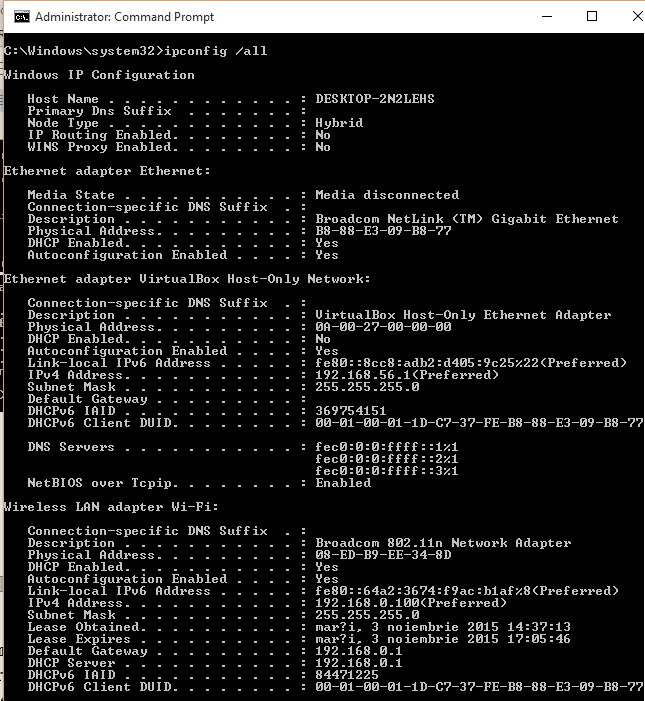 Administrator: Command Prompt
C:\Windows\system32>ipconfig /all
Windows IP Configuration
Host Name . . . . . . . . . . . . : DESKTOP-2N2LEHS
Primary Dns Suffix  . . . . . . . :
Node Type . . . . . . . . . . . . : Hybrid
IP Routing Enabled. . . . . . . . : No
WINS Proxy Enabled. . . . . . . . : No
Ethernet adapter Ethernet:
Media State . . . . . . . . . . . : Media disconnected
Connection-specific DNS Suffix  . :
Description . . . . . . . . . . . : Broadcom NetLink (TM) Gigabit Ethernet
Physical Address. . . . . . . . . : B8-88-E3-09-B8-77
DHCP Enabled. . . . . . . . . . . : Yes
Autoconfiguration Enabled . . . . : Yes
Ethernet adapter VirtualBox Host-Only Network:
Connection-specific DNS Suffix  . :
Description . . . . . . . . . . . : VirtualBox Host-Only Ethernet Adapter
Physical Address. . . . . . . . . : 0A-00-27-00-00-00
DHCP Enabled. . . . . . . . . . . : No
Autoconfiguration Enabled . . . . : Yes
Link-local IPv6 Address . . . . . : fe80::8cc8:adb2:d405:9c25%22(Preferred)
IPv4 Address. . . . . . . . . . . : 192.168.56.1(Preferred)
Subnet Mask . . . . . . . . . . . : 255.255.255.0
Default Gateway . . . . . . . . . :
DHCPv6 IAID . . . . . . . . . . . : 369754151
DHCPv6 Client DUID. . . . . . . . : 00-01-00-01-1D-C7-37-FE-B8-88-E3-09-B8-77
DNS Servers . . . . . . . . . . . : fec0:0:0:ffff::1%1
fec0:0:0:ffff::2%1
fec0:0:0:ffff::3%1
NetBIOS over Tcpip. . . . . . . . : Enabled
Wireless LAN adapter Wi-Fi:
Connection-specific DNS Suffix  . :
Description . . . . . . . . . . . : Broadcom 802.11n Network Adapter
Physical Address. . . . . . . . . : 08-ED-B9-EE-34-8D
DHCP Enabled. . . . . . . . . . . : Yes
Autoconfiguration Enabled . . . . : Yes
Link-local IPv6 Address . . . . . : fe80::64a2:3674:f9ac:b1af%8(Preferred)
IPv4 Address. . . . . . . . . . . : 192.168.0.100(Preferred)
Subnet Mask . . . . . . . . . . . : 255.255.255.0
Lease Obtained. . . . . . . . . . : mar?i, 3 noiembrie 2015 14:37:13
Lease Expires . . . . . . . . . . : mar?i, 3 noiembrie 2015 17:05:46
Default Gateway . . . . . . . . . : 192.168.0.1
DHCP Server . . . . . . . . . . . : 192.168.0.1
DHCPv6 IAID . . . . . . . . . . . : 84471225
DHCPv6 Client DUID. . . . . . . . : 00-01-00-01-1D-C7-37-FE-B8-88-E3-09-B8-77